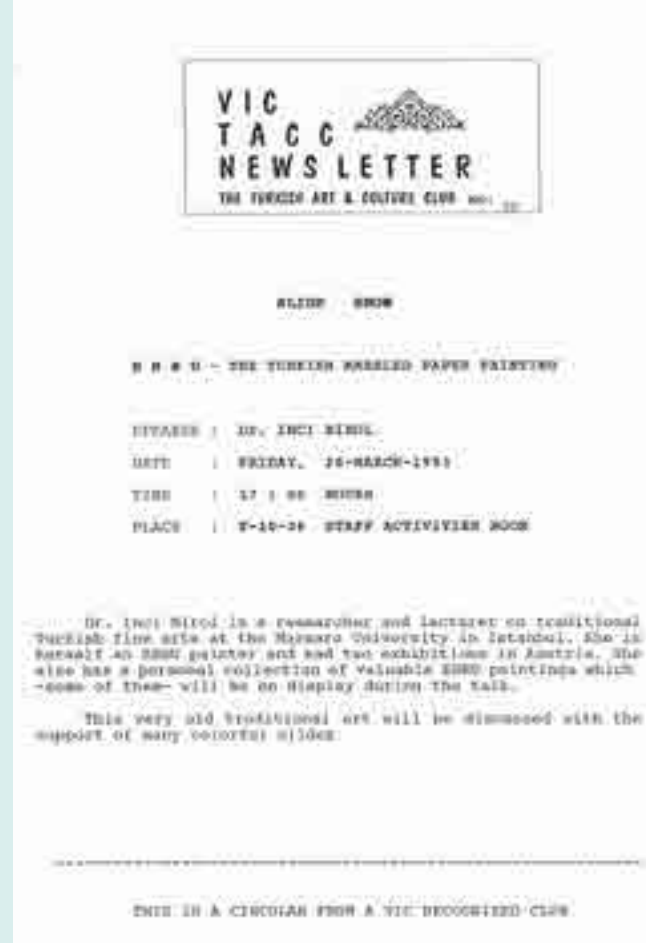 VIC
TACC
NEWS LETTER
THE TURKISH ART & CULTURE CLUB NO:
SLIDE SHOW
E B R U - THE TURKISH MARBLED PAPER PAINTING
SPEAKER : Dr. INCI BIROL
DATE : FRIDAY, 26-MARCH-1993
TIME : 17 : 00 HOURS
PLACE : F-10-36 STAFF ACTIVITIES ROOM
Dr. Inci Birol is a researcher and lecturer on traditional
Turkish fine arts at the Marmara University in Istanbul. She is
herself an EBRU painter and had two exhibitions in Austria. She
also has a personal collection of valuable EBRU paintings which
-some of them- will be on display during the talk.
This very old traditional art will be discussed with the
support of many colorful slides
THIS IS A CIRCULAR FROM A VIC RECOGNIZED CLUB